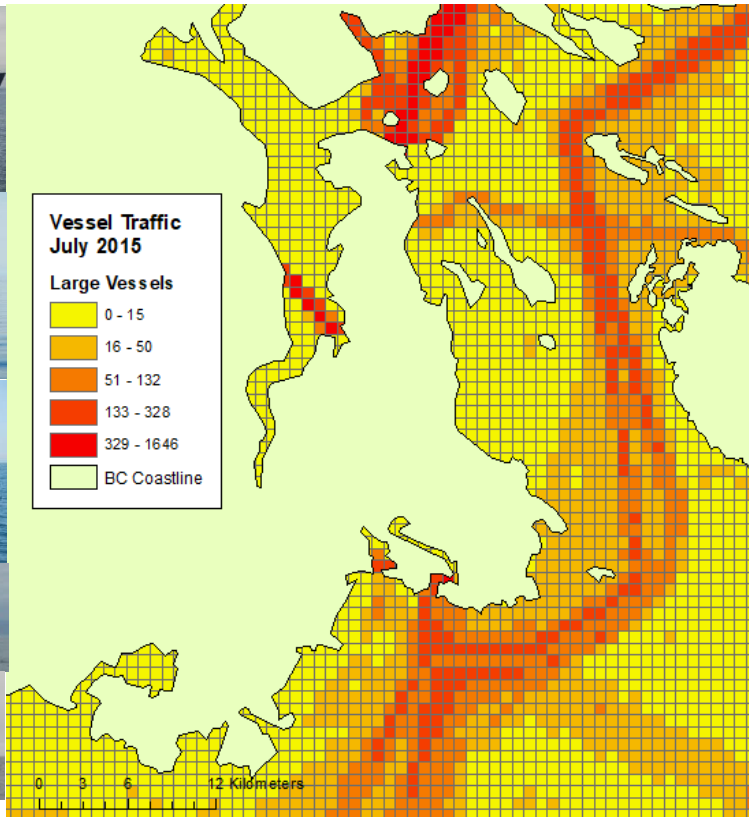 Vessel Traffic
July 2015
Large Vessels
0 - 15
16 - 50
51 - 132
133 - 328
329 - 1646
BC Coastline
0 3 6 12 Kilometers